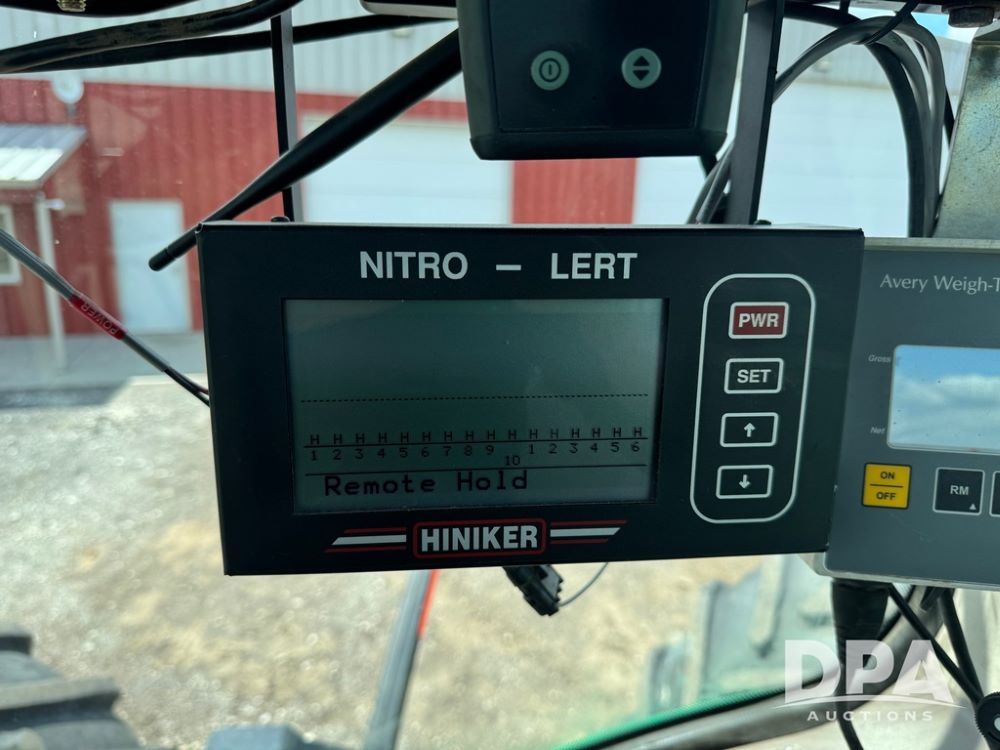 NITRO – LERT
PWR
SET
H H H H H H H H H H H H H H H H
1 2 3 4 5 6 7 8 9 10 1 2 3 4 5 6
Remote Hold
HINIKER
POWER
Avery Weigh-T
Gross
Net
ON
OFF
RM
DPA
AUCTIONS